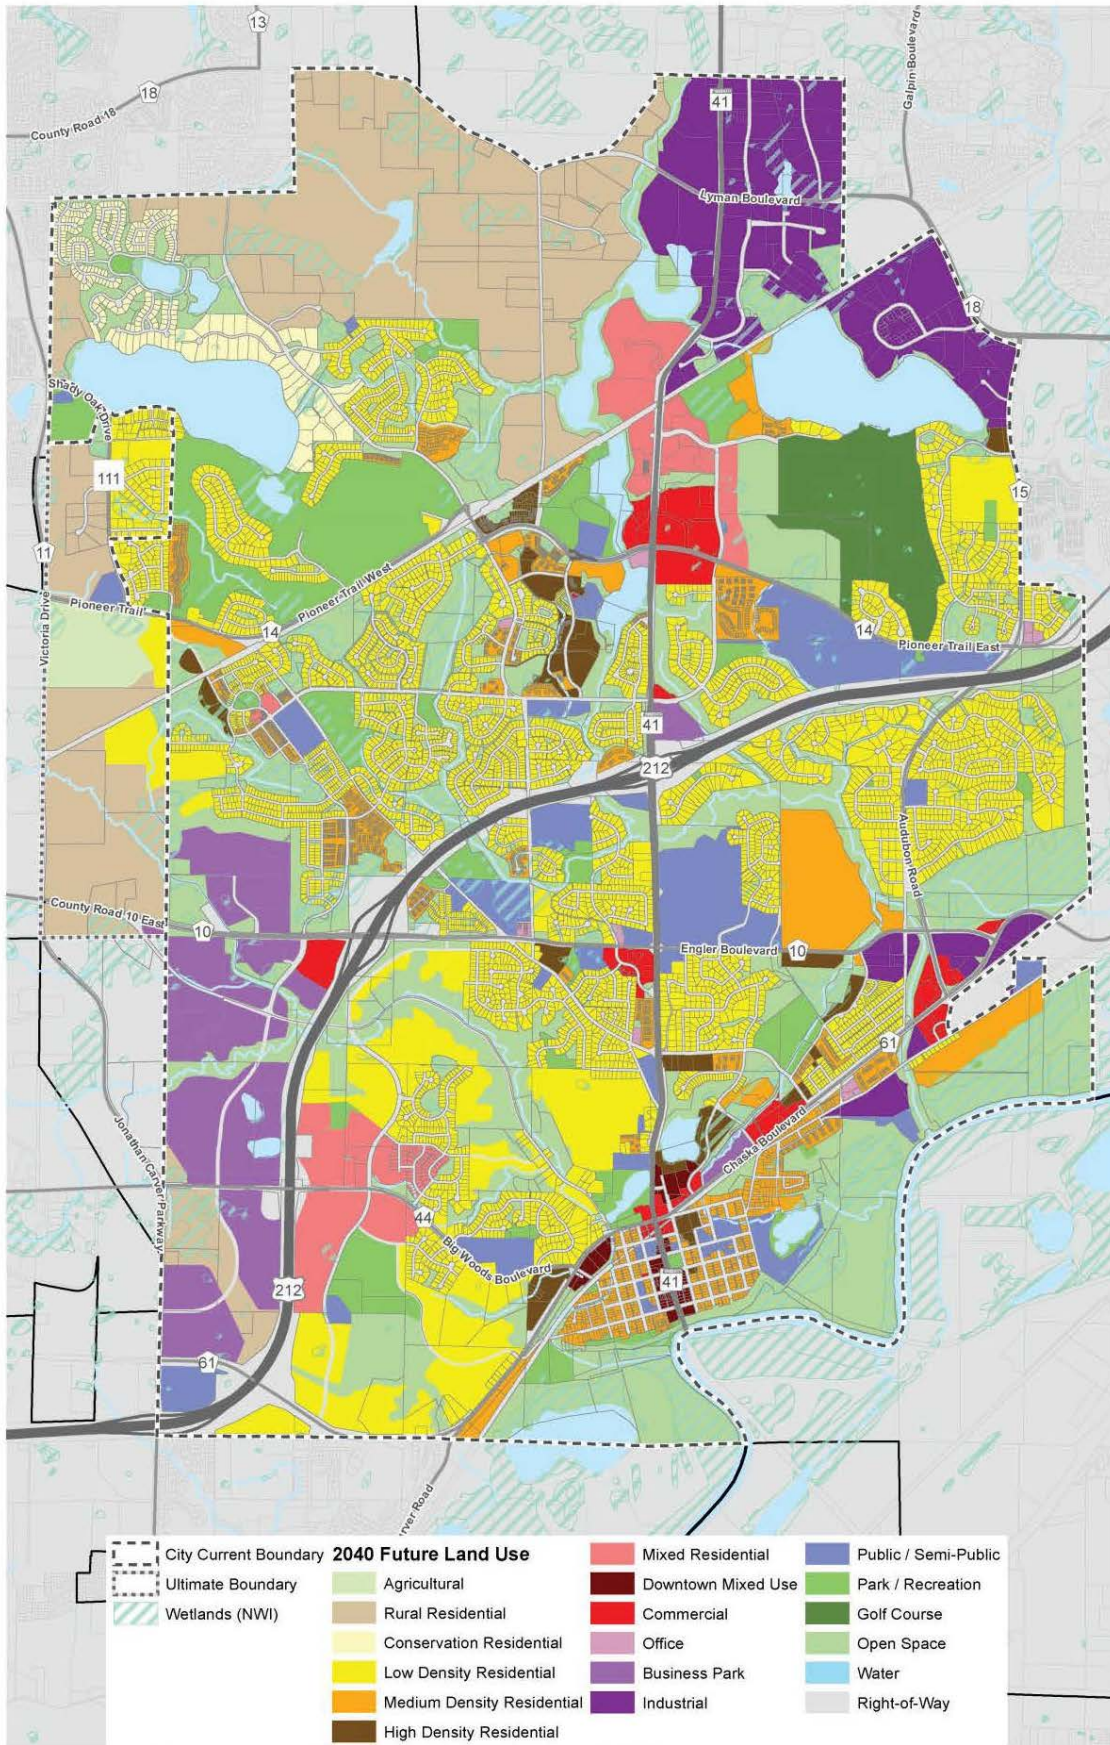 13
18
County Road 18
41
Galpin Boulevard
Lyman Boulevard
18
Shady Oak Drive
111
15
11
Pioneer Trail
Pioneer Trail West
14
14
Pioneer Trail East
Victoria Drive
41
212
Audubon Road
County Road 10 East
10
Engler Boulevard
10
61
Jonathan Carver Parkway
Chaska Boulevard
44
Big Woods Boulevard
212
41
61
City Current Boundary
Ultimate Boundary
Wetlands (NWI)
2040 Future Land Use
Agricultural
Rural Residential
Conservation Residential
Low Density Residential
Medium Density Residential
High Density Residential
Mixed Residential
Downtown Mixed Use
Commercial
Office
Business Park
Industrial
Public / Semi-Public
Park / Recreation
Golf Course
Open Space
Water
Right-of-Way